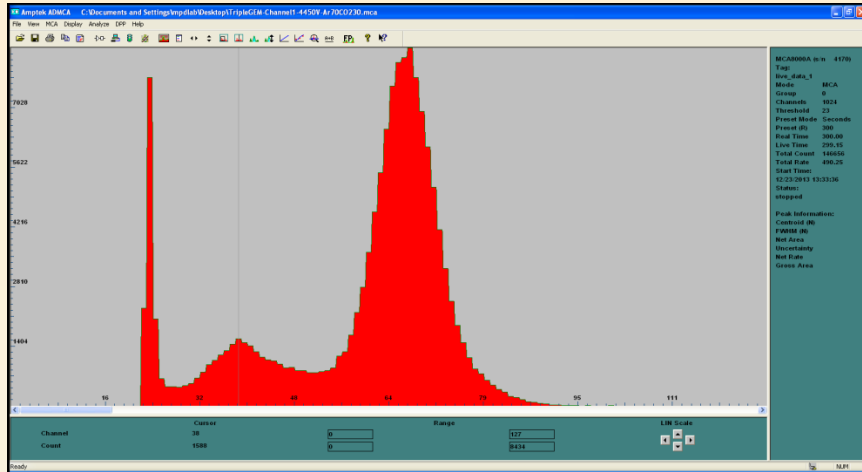 Amptek ADMCA C:\Documents and Settings\mpdlab\Desktop\TripleGEM-Channel1-4450V-Ar70CO230.mca
File View MCA Display Analyze DPP Help
7028
5622
4216
2810
1404
16 32 48 64 79 95 111
MCA8000A (s/n 4170)
Tag:
live_data_1
Mode MCA
Group 0
Channels 1024
Threshold 23
Preset Mode Seconds
Preset (R) 300
Real Time 300.00
Live Time 299.15
Total Count 146656
Total Rate 490.25
Start Time:
12/23/2013 13:33:36
Status:
stopped
Peak Information:
Centroid (N)
FWHM (N)
Net Area
Uncertainty
Net Rate
Gross Area
Cursor Range LIN Scale
Channel 38 0 127
Count 1580 0 8434
Ready NUM